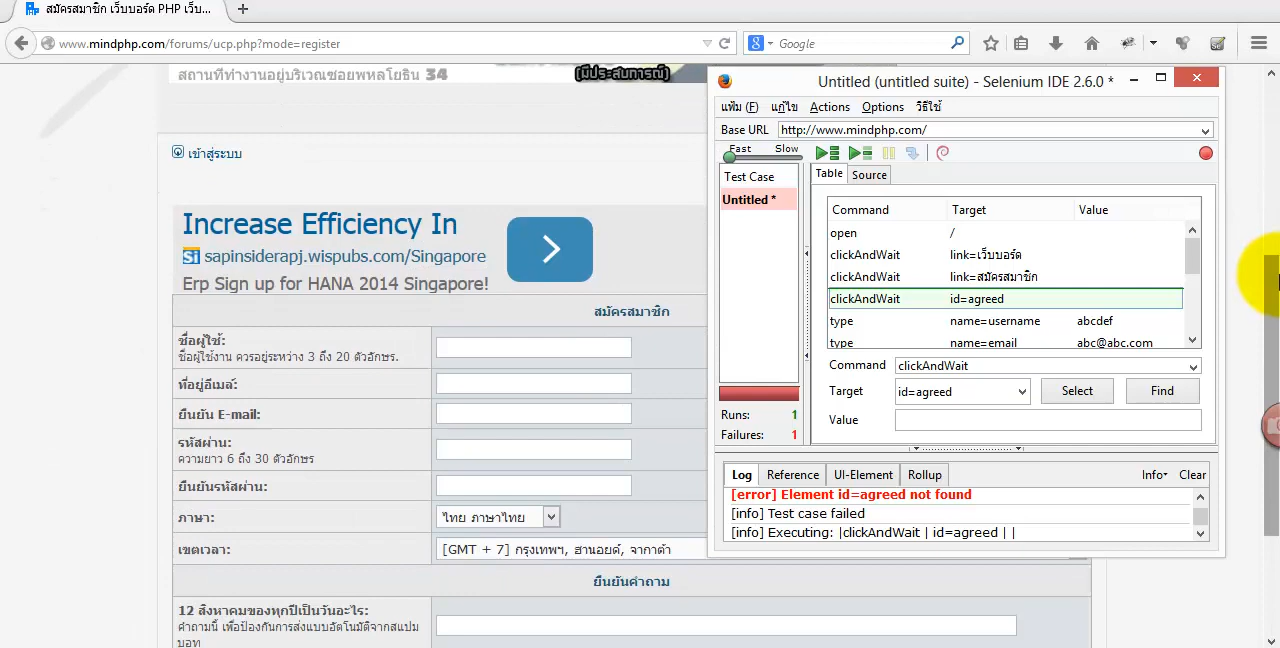 สมัครสมาชิก เว็บบอร์ด PHP เว็บ...
www.mindphp.com/forums/ucp.php?mode=register
Google
สถานที่ทำงานอยู่บริเวณซอยพหลโยธิน 34
(มีประสบการณ์)
เข้าสู่ระบบ
Increase Efficiency In
Si sapinsiderapj.wispubs.com/Singapore
Erp Sign up for HANA 2014 Singapore!
สมัครสมาชิก
ชื่อผู้ใช้:
ชื่อผู้ใช้งาน ควรอยู่ระหว่าง 3 ถึง 20 ตัวอักษร.
ที่อยู่อีเมล์:
ยืนยัน E-mail:
รหัสผ่าน:
ความยาว 6 ถึง 30 ตัวอักษร
ยืนยันรหัสผ่าน:
ภาษา:
ไทย ภาษาไทย
เขตเวลา:
[GMT + 7] กรุงเทพฯ, ฮานอยด์, จากาต้า
ยืนยันคำถาม
12 สิงหาคมของทุกปีเป็นวันอะไร:
คำถามนี้ เพื่อป้องกันการส่งแบบอัตโนมัติจากสแปม
บอท
Untitled (untitled suite) - Selenium IDE 2.6.0 *
แฟ้ม (F) แก้ไข Actions Options วิธีใช้
Base URL http://www.mindphp.com/
Fast Slow
Test Case
Untitled *
Table Source
Command Target Value
open /
clickAndWait link=เว็บบอร์ด
clickAndWait link=สมัครสมาชิก
clickAndWait id=agreed
type name=username abcdef
type name=email abc@abc.com
Command clickAndWait
Target id=agreed Select Find
Value
Runs: 1
Failures: 1
Log Reference UI-Element Rollup Info Clear
[error] Element id=agreed not found
[info] Test case failed
[info] Executing: |clickAndWait | id=agreed | |